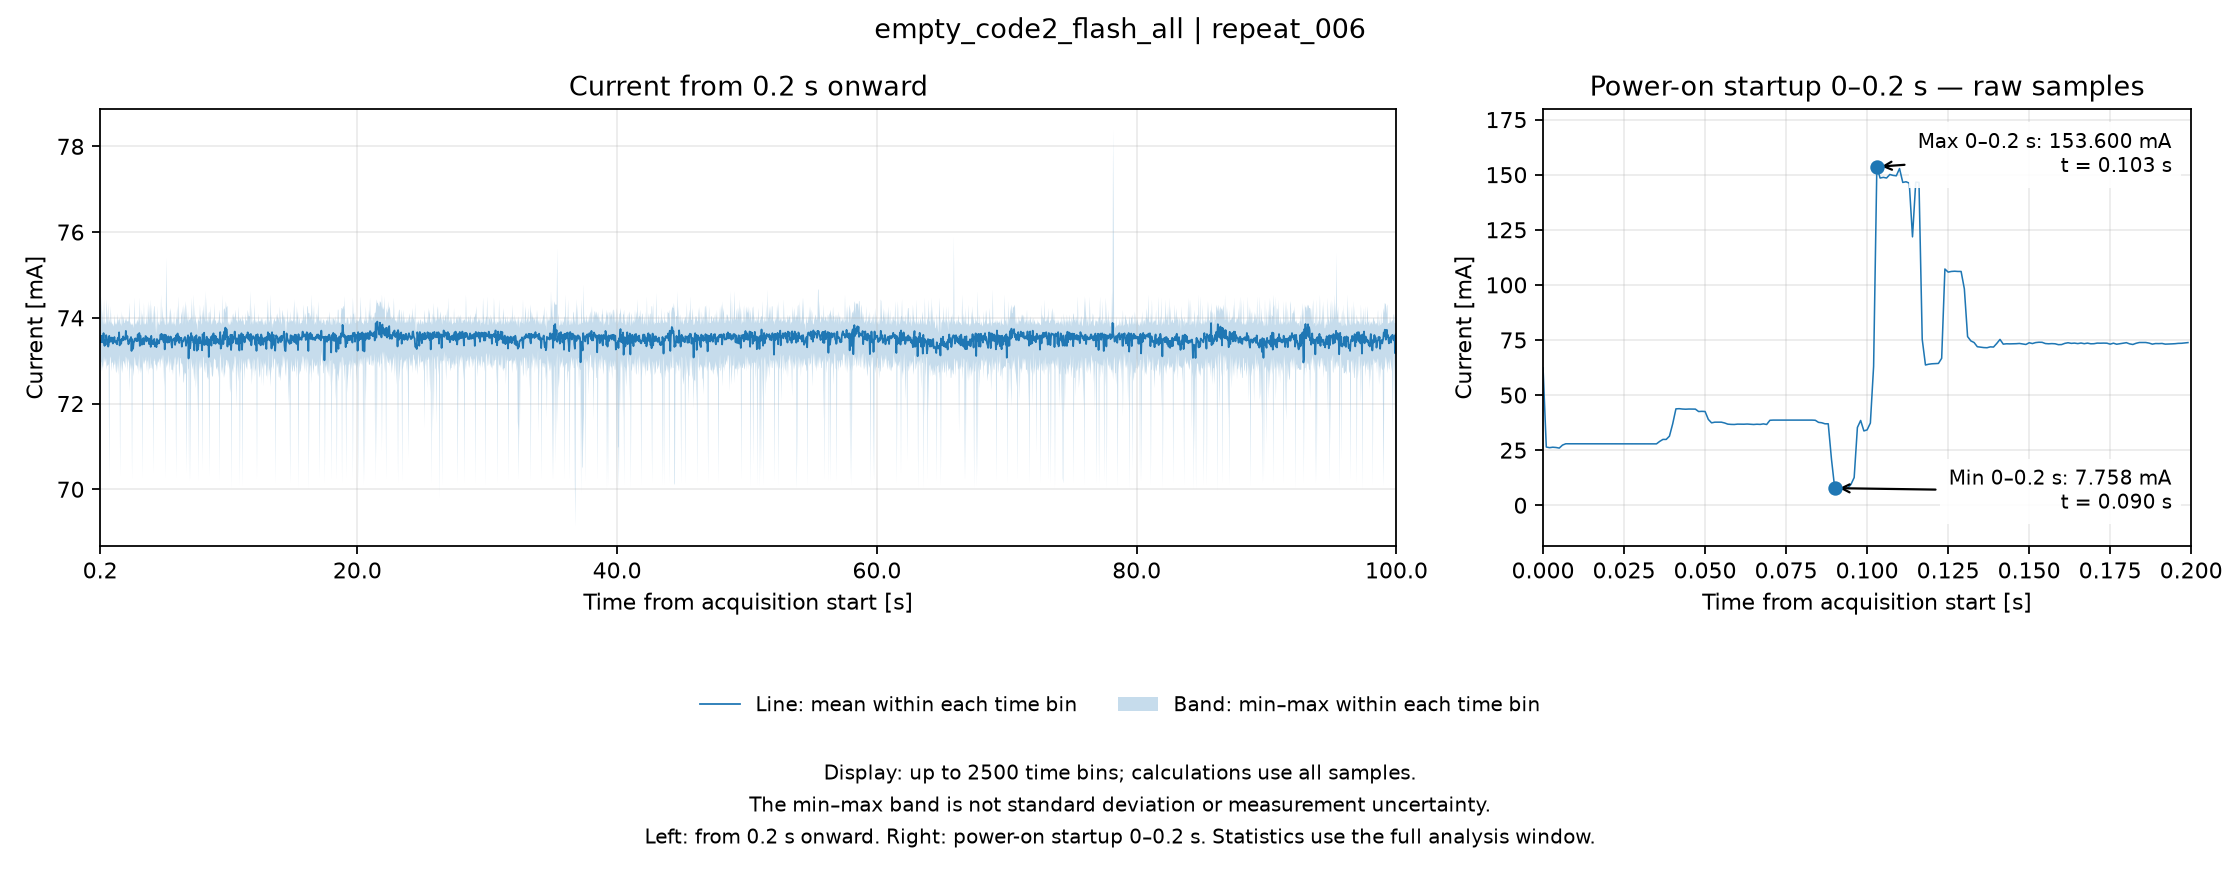 empty_code2_flash_all | repeat_006
Current from 0.2 s onward
Current [mA]
78
76
74
72
70
0.2
20.0
40.0
60.0
80.0
100.0
Time from acquisition start [s]
Power-on startup 0–0.2 s — raw samples
Current [mA]
175
150
125
100
75
50
25
0
Max 0–0.2 s: 153.600 mA
t = 0.103 s
Min 0–0.2 s: 7.758 mA
t = 0.090 s
0.000
0.025
0.050
0.075
0.100
0.125
0.150
0.175
0.200
Time from acquisition start [s]
Line: mean within each time bin
Band: min–max within each time bin
Display: up to 2500 time bins; calculations use all samples.
The min–max band is not standard deviation or measurement uncertainty.
Left: from 0.2 s onward. Right: power-on startup 0–0.2 s. Statistics use the full analysis window.